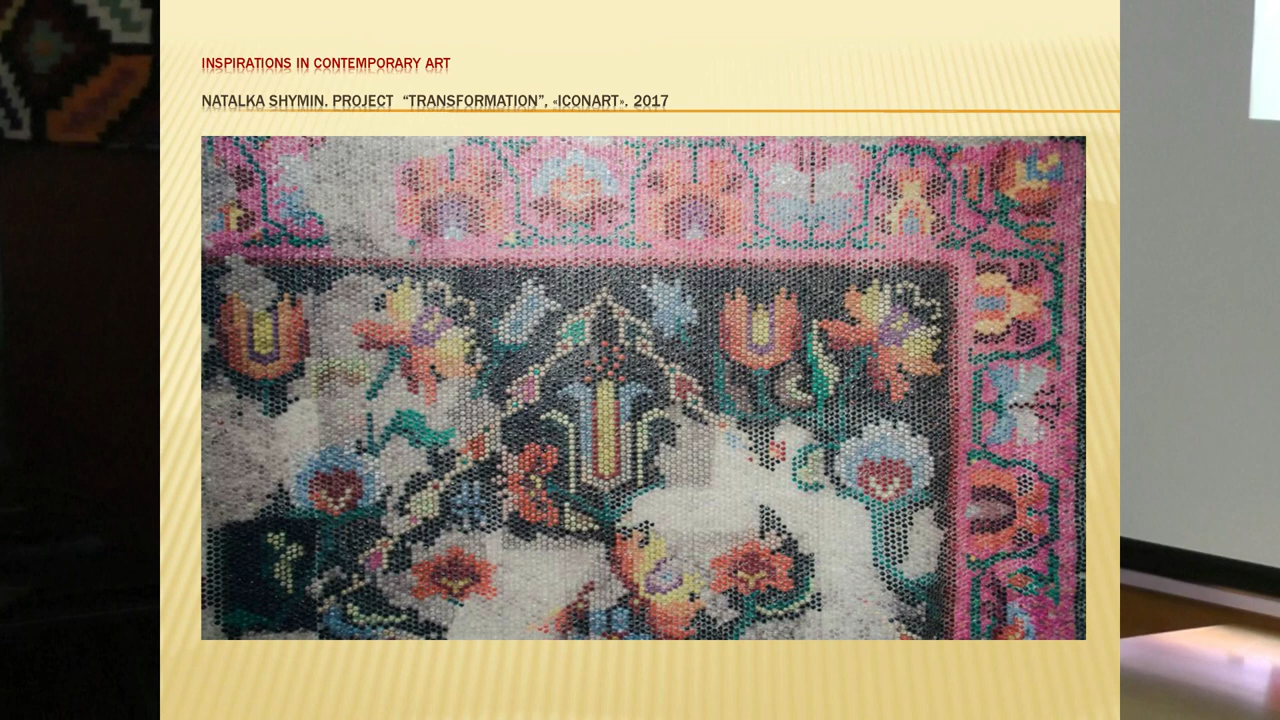 INSPIRATIONS IN CONTEMPORARY ART
NATALKA SHYMIN. PROJECT “TRANSFORMATION”, «ICONART». 2017